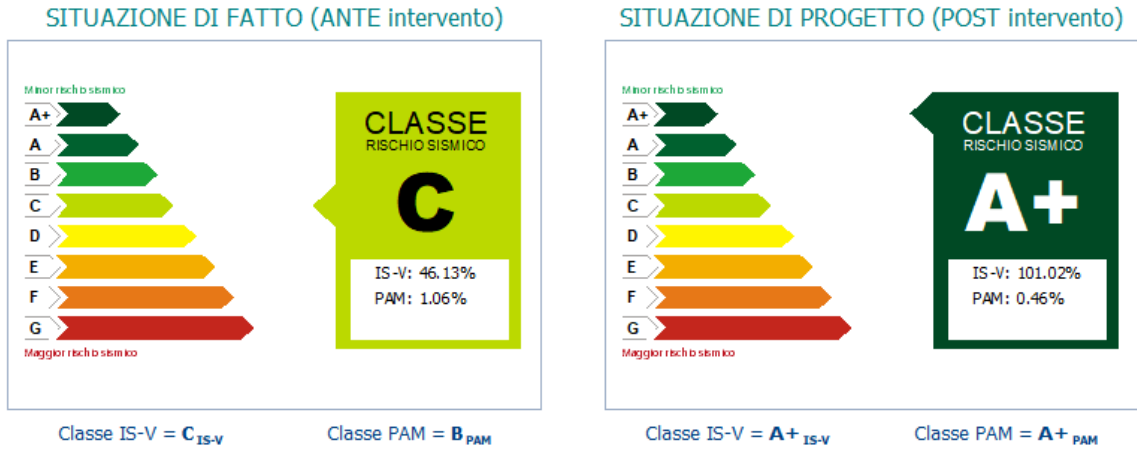 SITUAZIONE DI FATTO (ANTE intervento)
Minor rischio sismico
A+
A
B
C
D
E
F
G
Maggior rischio sismico
CLASSE
RISCHIO SISMICO
C
IS-V: 46.13%
PAM: 1.06%
Classe IS-V = C IS-V
Classe PAM = B PAM
SITUAZIONE DI PROGETTO (POST intervento)
Minor rischio sismico
A+
A
B
C
D
E
F
G
Maggior rischio sismico
CLASSE
RISCHIO SISMICO
A+
IS-V: 101.02%
PAM: 0.46%
Classe IS-V = A+ IS-V
Classe PAM = A+ PAM